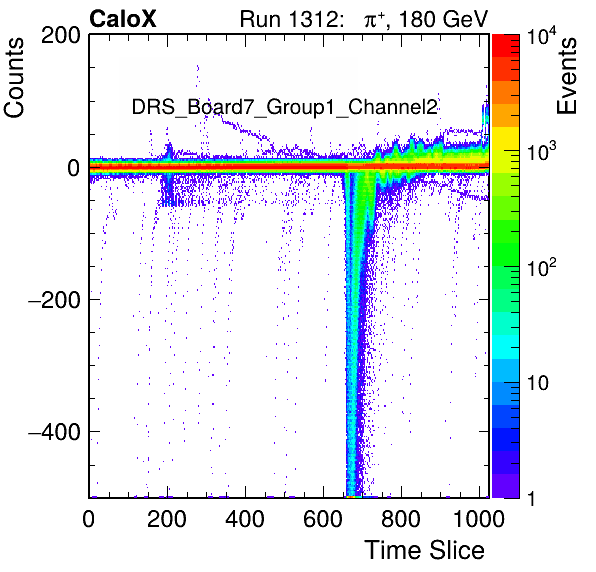 CaloX Run 1312: π⁺, 180 GeV
Counts
Events
DRS_Board7_Group1_Channel2
200
0
−200
−400
0 200 400 600 800 1000
Time Slice
10⁴
10³
10²
10
1